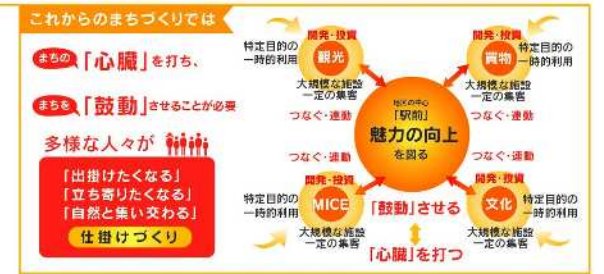 これからのまちづくりでは
まちの「心臓」を打ち、
まちを「鼓動」させることが必要
多様な人々が
「出掛けたくなる」
「立ち寄りたくなる」
「自然と集い交わる」
仕掛けづくり
開発・投資
観光
特定目的の
一時的利用
大規模な施設
一定の集客
つなぐ・連動
開発・投資
買物
特定目的の
一時的利用
大規模な施設
一定の集客
つなぐ・連動
地区の中心
「駅前」
魅力の向上
を図る
つなぐ・連動
開発・投資
MICE
特定目的の
一時的利用
大規模な施設
一定の集客
つなぐ・連動
開発・投資
文化
特定目的の
一時的利用
大規模な施設
一定の集客
「鼓動」させる
「心臓」を打つ